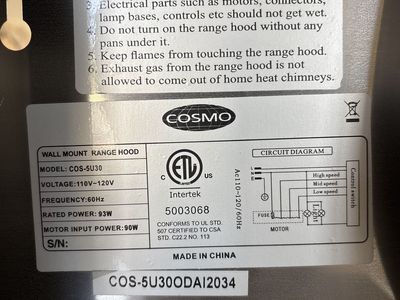 3. Electrical parts such as motors, connectors,
lamp bases, controls etc should not get wet.
4. Do not turn on the range hood without any
pans under it.
5. Keep flames from touching the range hood.
6. Exhaust gas from the range hood is not
allowed to come out of home heat chimneys.
COSMO
WALL MOUNT RANGE HOOD
MODEL: COS-5U30
VOLTAGE: 110V~120V
FREQUENCY: 60Hz
RATED POWER: 93W
MOTOR INPUT POWER: 90W
S/N:
C ETL US
LISTED
Intertek
5003068
CONFORMS TO UL STD.
507 CERTIFIED TO CSA
STD. C22.2 NO. 113
CIRCUIT DIAGRAM
Ac110-120/60Hz
High speed
Mid speed
Low speed
Control switch
FUSE
MOTOR
Light
MADE IN CHINA
COS-5U30ODAI2034